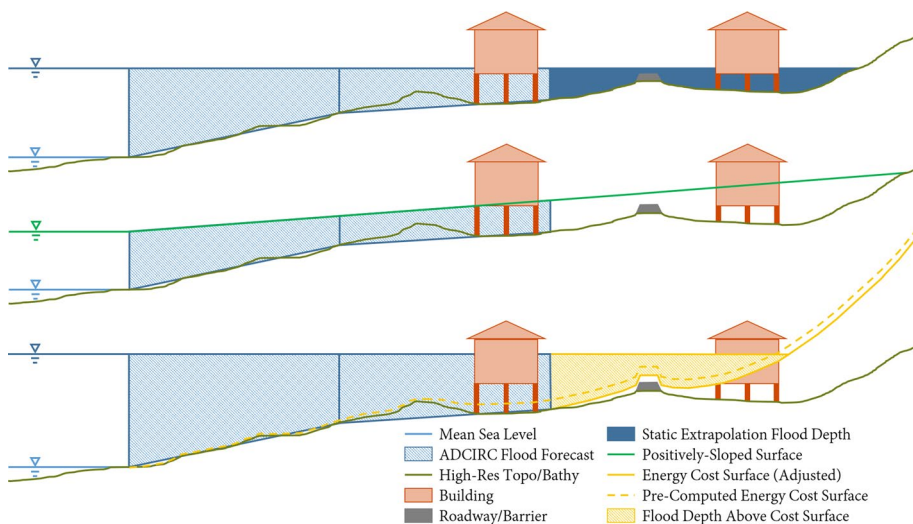 Mean Sea Level
ADCIRC Flood Forecast
High-Res Topo/Bathy
Building
Roadway/Barrier
Static Extrapolation Flood Depth
Positively-Sloped Surface
Energy Cost Surface (Adjusted)
Pre-Computed Energy Cost Surface
Flood Depth Above Cost Surface